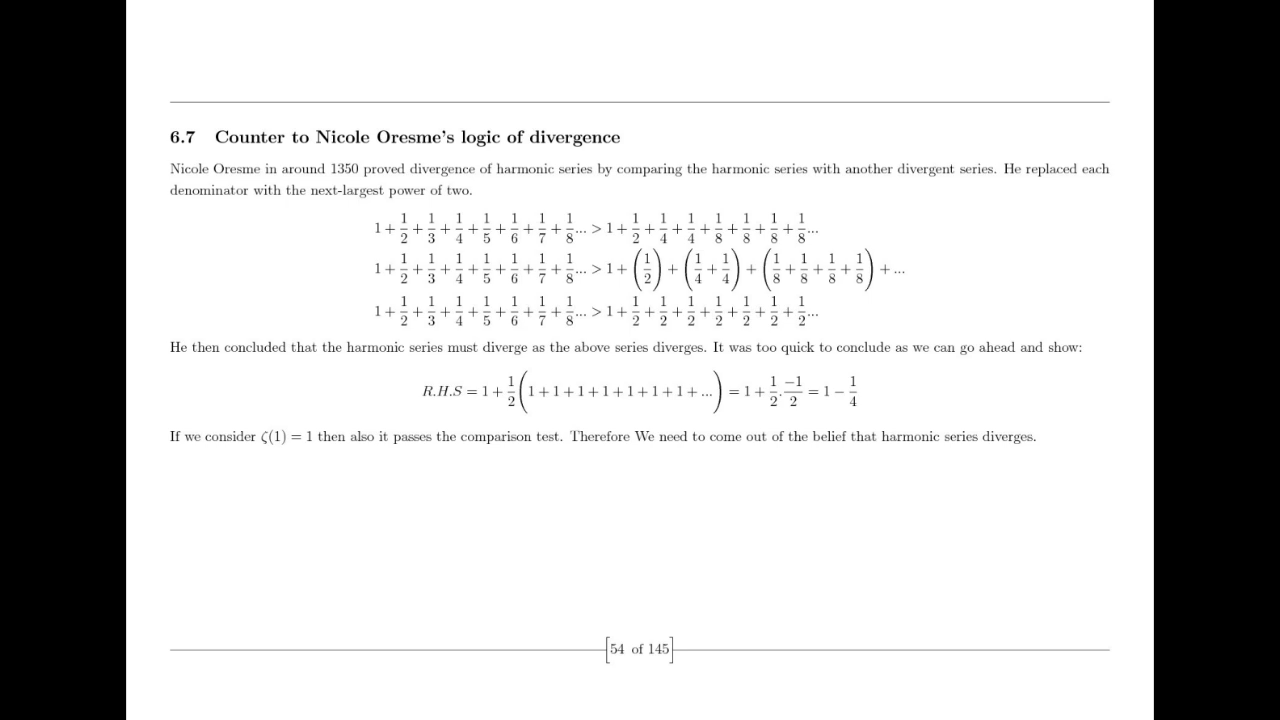 6.7 Counter to Nicole Oresme's logic of divergence
Nicole Oresme in around 1350 proved divergence of harmonic series by comparing the harmonic series with another divergent series. He replaced each
denominator with the next-largest power of two.
1 + 1/2 + 1/3 + 1/4 + 1/5 + 1/6 + 1/7 + 1/8 ... > 1 + 1/2 + 1/4 + 1/4 + 1/8 + 1/8 + 1/8 + 1/8 ...
1 + 1/2 + 1/3 + 1/4 + 1/5 + 1/6 + 1/7 + 1/8 ... > 1 + (1/2) + (1/4 + 1/4) + (1/8 + 1/8 + 1/8 + 1/8) + ...
1 + 1/2 + 1/3 + 1/4 + 1/5 + 1/6 + 1/7 + 1/8 ... > 1 + 1/2 + 1/2 + 1/2 + 1/2 + 1/2 + 1/2 + 1/2 ...
He then concluded that the harmonic series must diverge as the above series diverges. It was too quick to conclude as we can go ahead and show:
R.H.S = 1 + 1/2 (1 + 1 + 1 + 1 + 1 + 1 + 1 + ...) = 1 + 1/2 . -1/2 = 1 − 1/4
If we consider ζ(1) = 1 then also it passes the comparison test. Therefore We need to come out of the belief that harmonic series diverges.
[54 of 145]